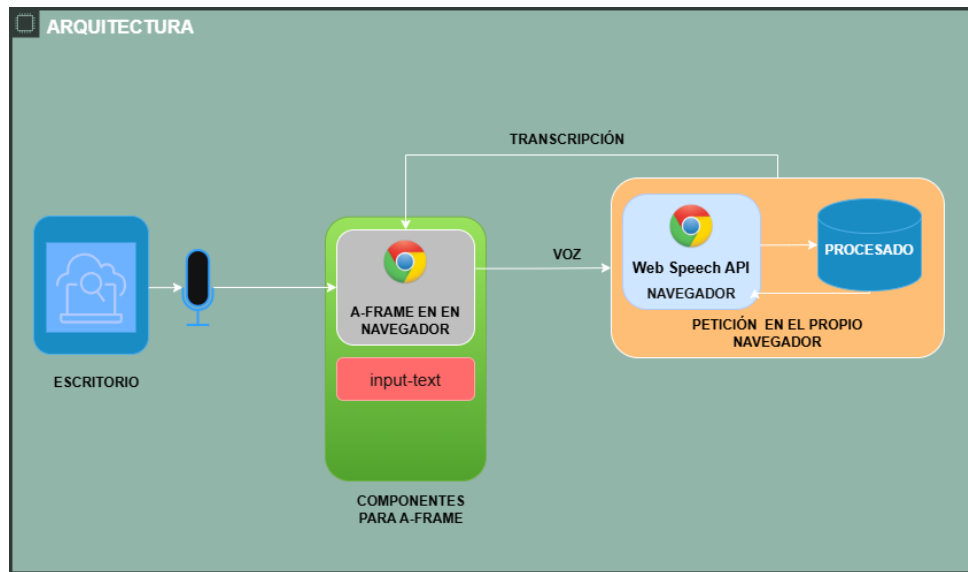 ARQUITECTURA
TRANSCRIPCIÓN
VOZ
Web Speech API
NAVEGADOR
PROCESADO
PETICIÓN EN EL PROPIO
NAVEGADOR
A-FRAME EN EN
NAVEGADOR
input-text
ESCRITORIO
COMPONENTES
PARA A-FRAME